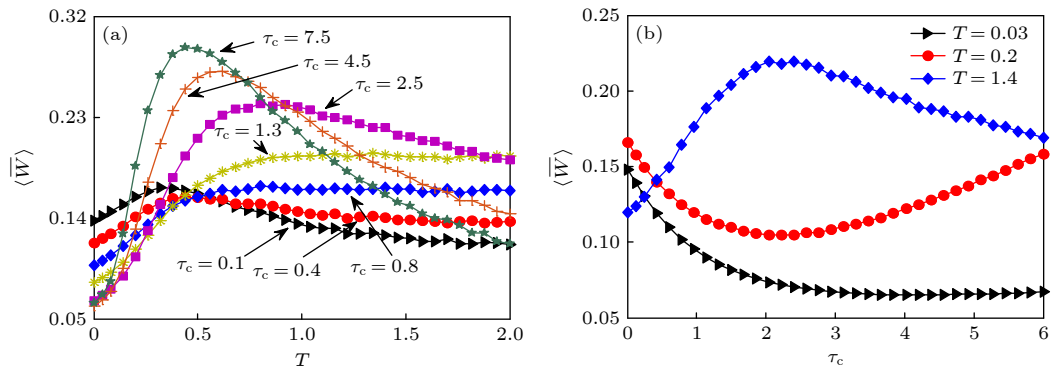 (a)
τc = 7.5
τc = 4.5
τc = 2.5
τc = 1.3
τc = 0.1
τc = 0.4
τc = 0.8
0.32
0.23
0.14
0.05
⟨W̅⟩
0 0.5 1.0 1.5 2.0
T
(b)
T = 0.03
T = 0.2
T = 1.4
0.25
0.20
0.15
0.10
0.05
⟨W̅⟩
0 1 2 3 4 5 6
τc